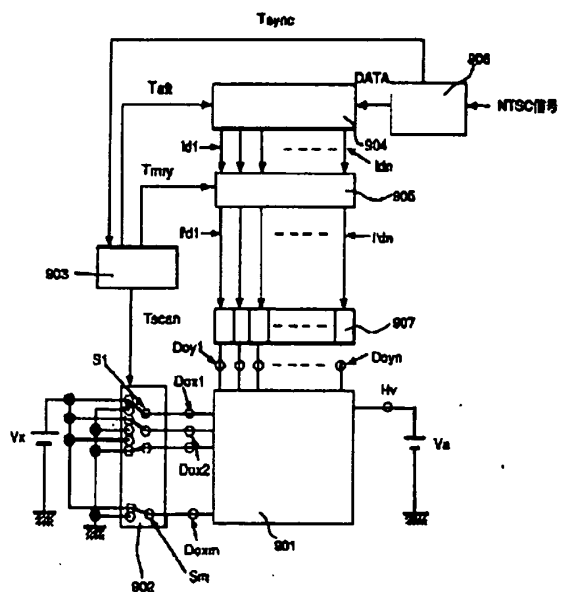 Tsync
906
DATA
Tsft
NTSC信号
904
Id1
Idn
Tmry
905
I'd1
I'dn
903
Tscan
907
Doy1
Doyn
S1
Dox1
Hv
Vx
Dox2
Va
901
Doxm
Sm
902